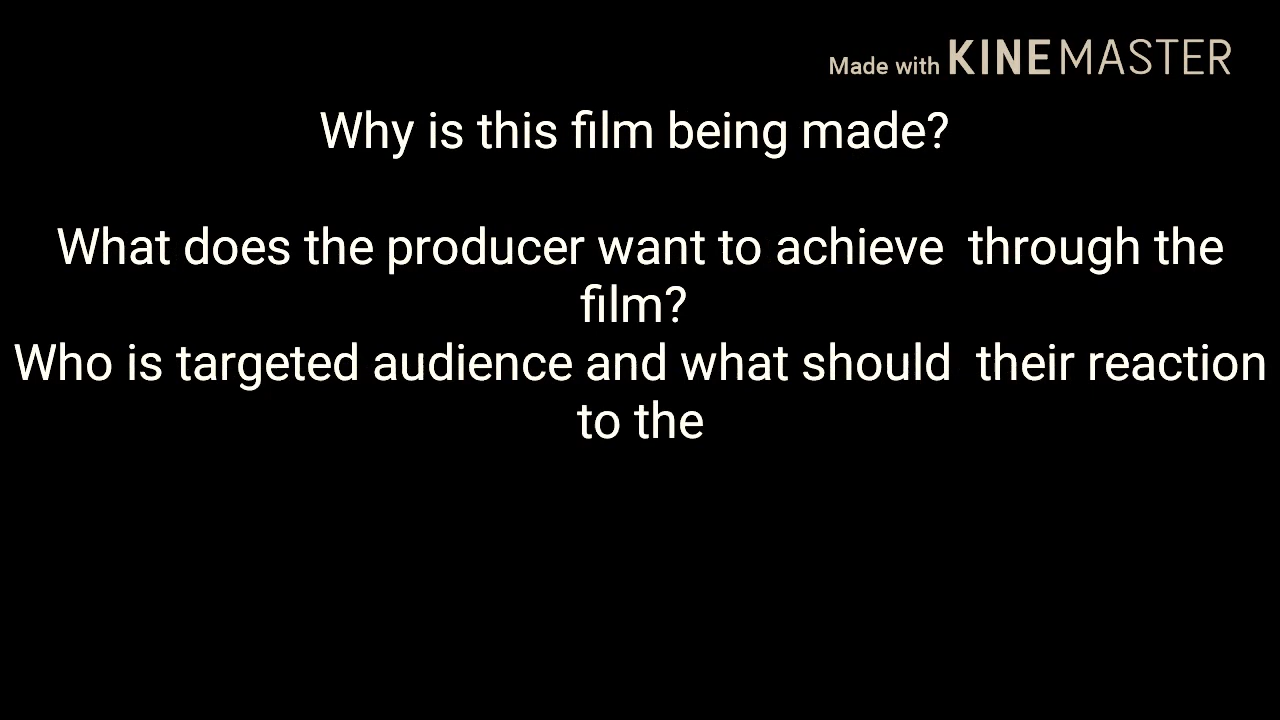 Made with KINEMASTER
Why is this film being made?
What does the producer want to achieve  through the
film?
Who is targeted audience and what should  their reaction
to the